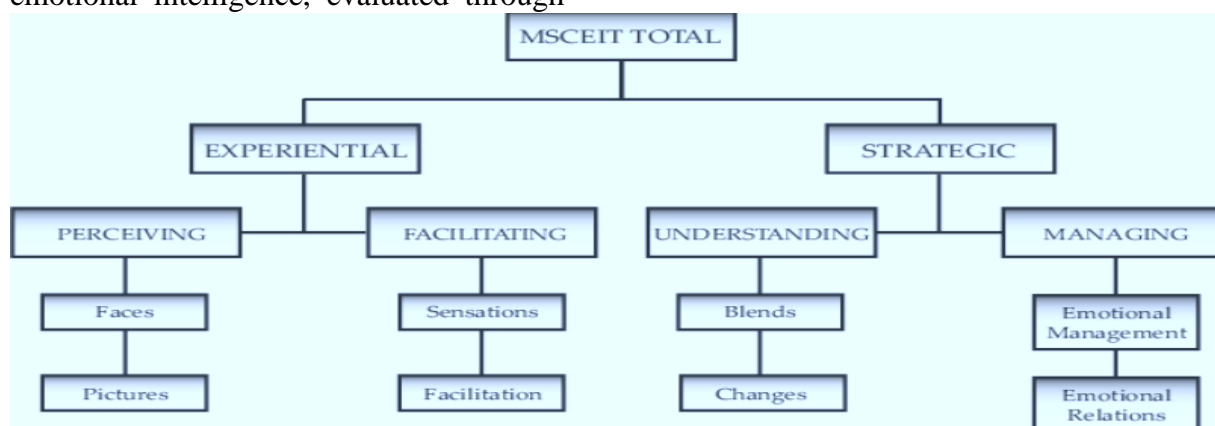 emotional intelligence, evaluated through
MSCEIT TOTAL
EXPERIENTIAL
STRATEGIC
PERCEIVING
FACILITATING
UNDERSTANDING
MANAGING
Faces
Sensations
Blends
Emotional
Management
Pictures
Facilitation
Changes
Emotional
Relations